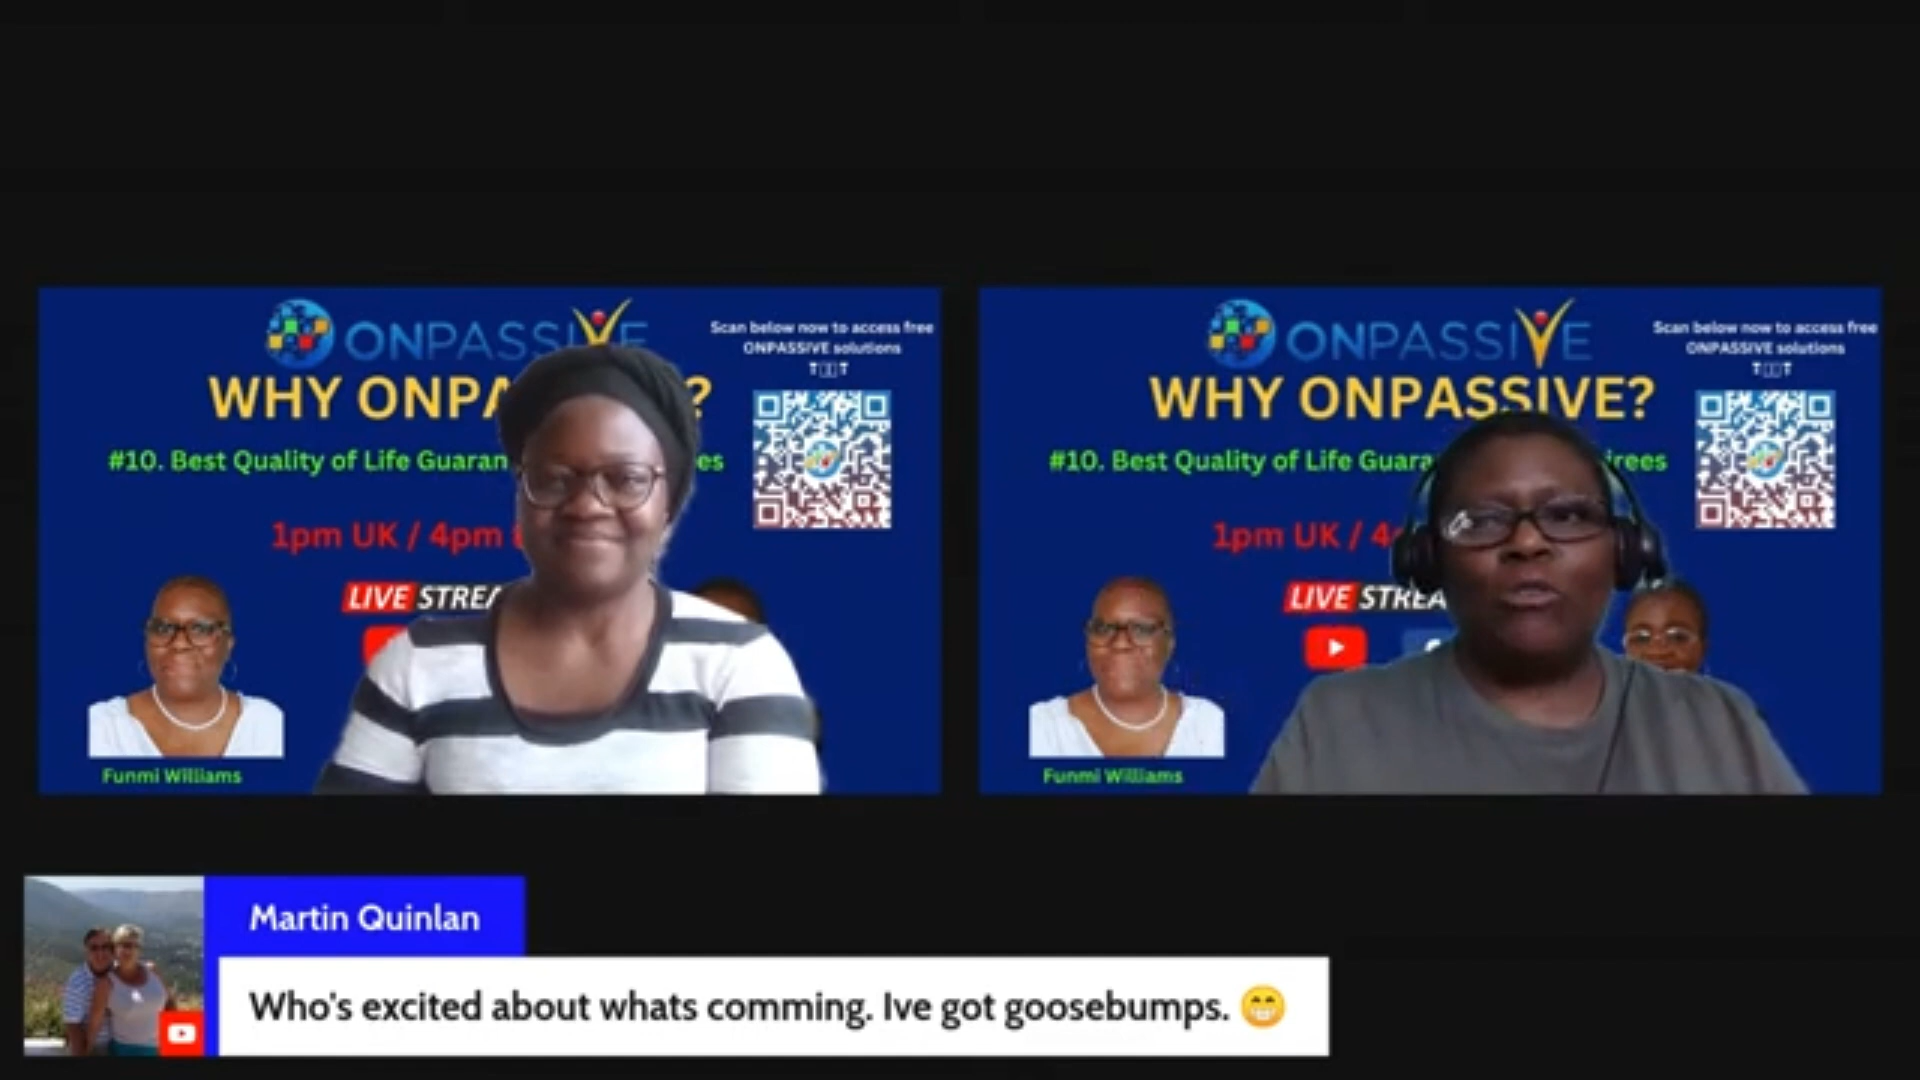 ONPASSIVE
Scan below now to access free
ONPASSIVE solutions
WHY ONPA ?
#10. Best Quality of Life Guaran es
1pm UK / 4pm
LIVE STREA
Funmi Williams
ONPASSIVE
Scan below now to access free
ONPASSIVE solutions
WHY ONPASSIVE?
#10. Best Quality of Life Guara irees
1pm UK / 4
LIVE STREA
Funmi Williams
Martin Quinlan
Who's excited about whats comming. Ive got goosebumps. 😁